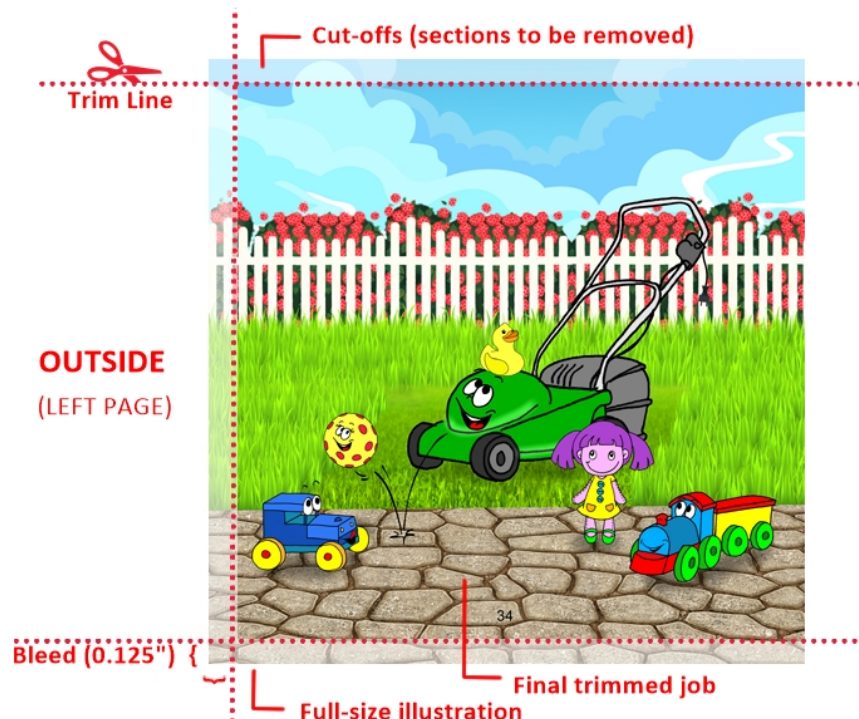 Cut-offs (sections to be removed)
Trim Line
OUTSIDE
(LEFT PAGE)
34
Bleed (0.125") {
Final trimmed job
Full-size illustration